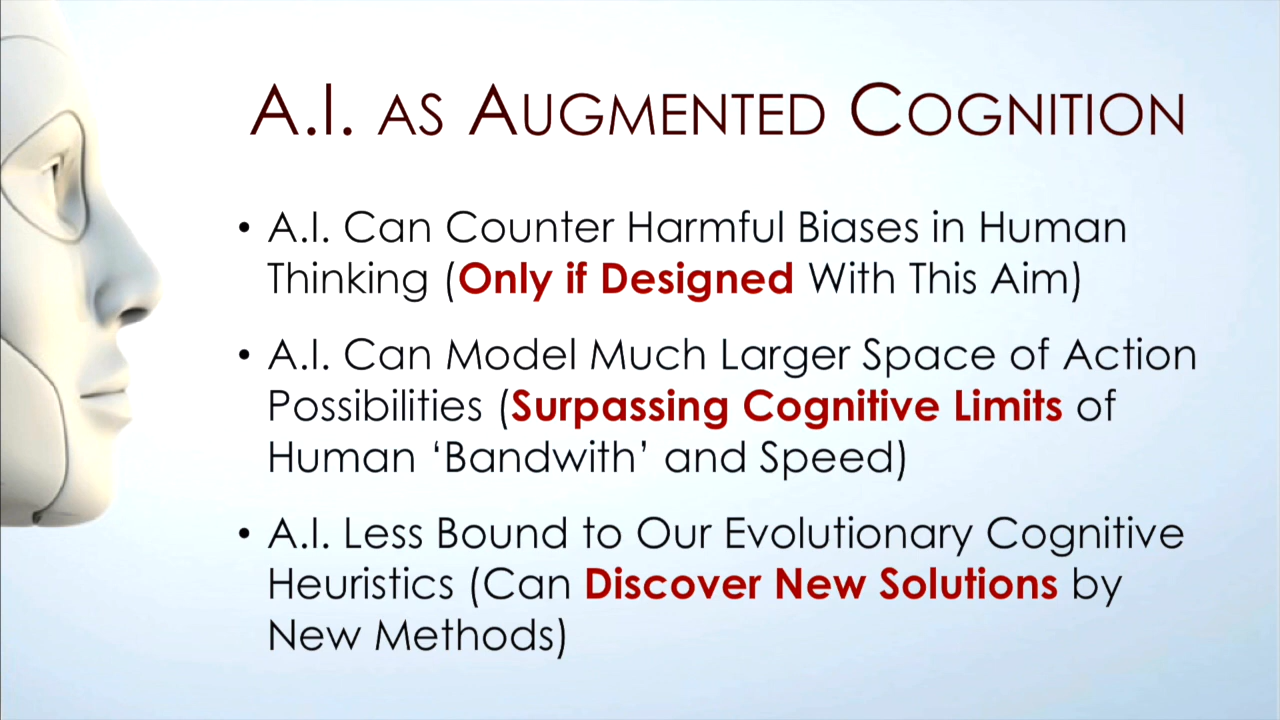 A.I. AS AUGMENTED COGNITION
• A.I. Can Counter Harmful Biases in Human
Thinking (Only if Designed With This Aim)
• A.I. Can Model Much Larger Space of Action
Possibilities (Surpassing Cognitive Limits of
Human ‘Bandwith’ and Speed)
• A.I. Less Bound to Our Evolutionary Cognitive
Heuristics (Can Discover New Solutions by
New Methods)